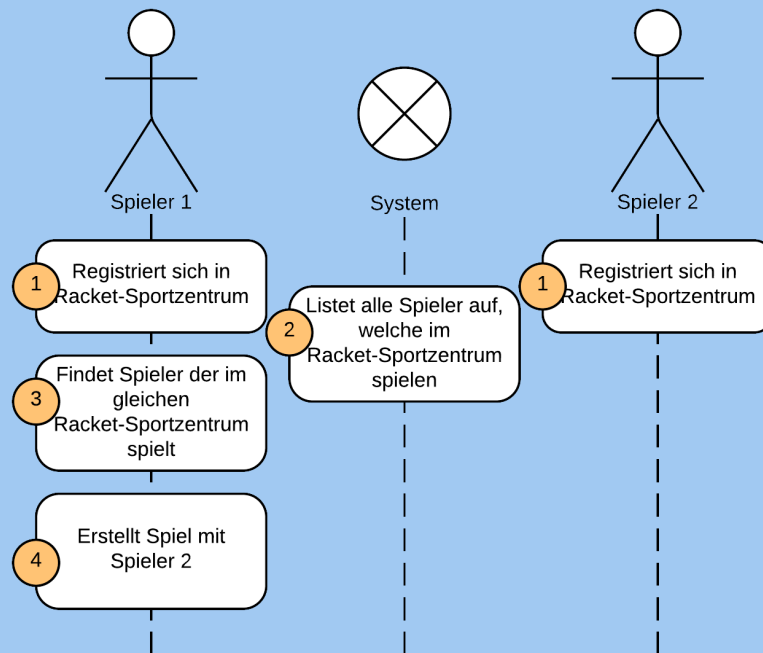 Spieler 1
System
Spieler 2
1
Registriert sich in
Racket-Sportzentrum
1
Registriert sich in
Racket-Sportzentrum
2
Listet alle Spieler auf,
welche im
Racket-Sportzentrum
spielen
3
Findet Spieler der im
gleichen
Racket-Sportzentrum
spielt
4
Erstellt Spiel mit
Spieler 2